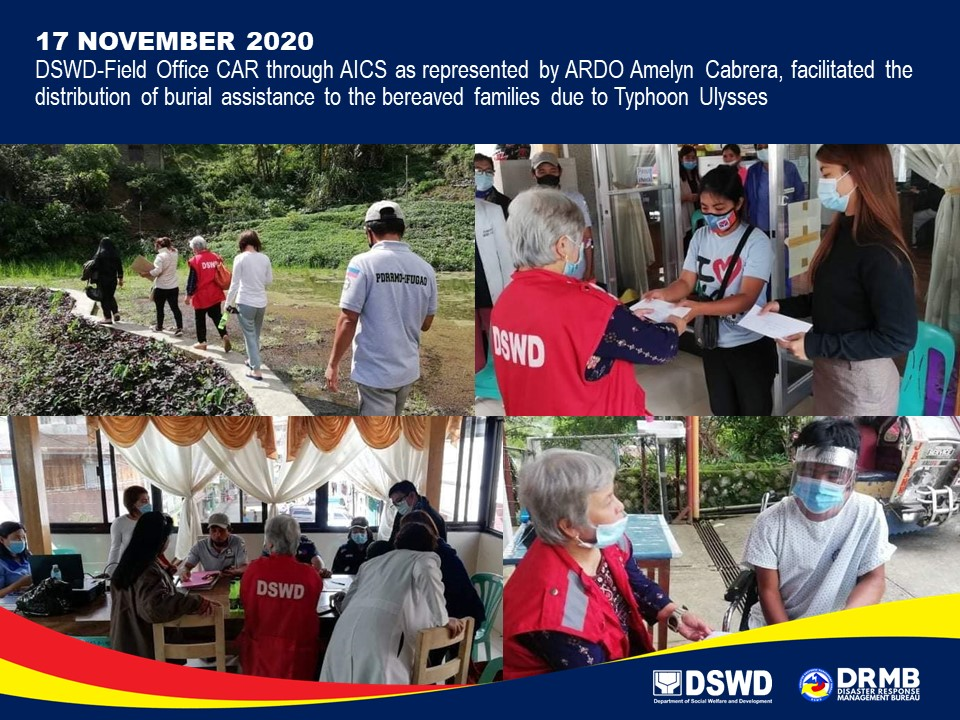 17 NOVEMBER 2020
DSWD-Field Office CAR through AICS as represented by ARDO Amelyn Cabrera, facilitated the
distribution of burial assistance to the bereaved families due to Typhoon Ulysses
DSWD
PDRRMO-IFUGAO
DSWD
I
DSWD
SERVICE
DSWD
Department of Social Welfare and Development
DRMB
DISASTER RESPONSE
MANAGEMENT BUREAU